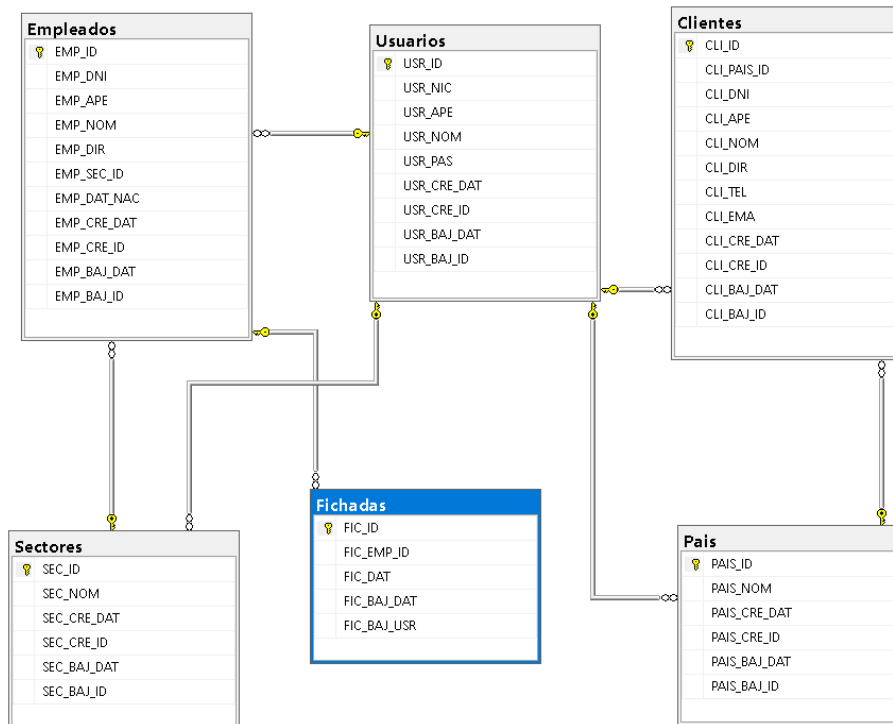 Empleados
EMP_ID
EMP_DNI
EMP_APE
EMP_NOM
EMP_DIR
EMP_SEC_ID
EMP_DAT_NAC
EMP_CRE_DAT
EMP_CRE_ID
EMP_BAJ_DAT
EMP_BAJ_ID
Usuarios
USR_ID
USR_NIC
USR_APE
USR_NOM
USR_PAS
USR_CRE_DAT
USR_CRE_ID
USR_BAJ_DAT
USR_BAJ_ID
Clientes
CLI_ID
CLI_PAIS_ID
CLI_DNI
CLI_APE
CLI_NOM
CLI_DIR
CLI_TEL
CLI_EMA
CLI_CRE_DAT
CLI_CRE_ID
CLI_BAJ_DAT
CLI_BAJ_ID
Sectores
SEC_ID
SEC_NOM
SEC_CRE_DAT
SEC_CRE_ID
SEC_BAJ_DAT
SEC_BAJ_ID
Fichadas
FIC_ID
FIC_EMP_ID
FIC_DAT
FIC_BAJ_DAT
FIC_BAJ_USR
Pais
PAIS_ID
PAIS_NOM
PAIS_CRE_DAT
PAIS_CRE_ID
PAIS_BAJ_DAT
PAIS_BAJ_ID